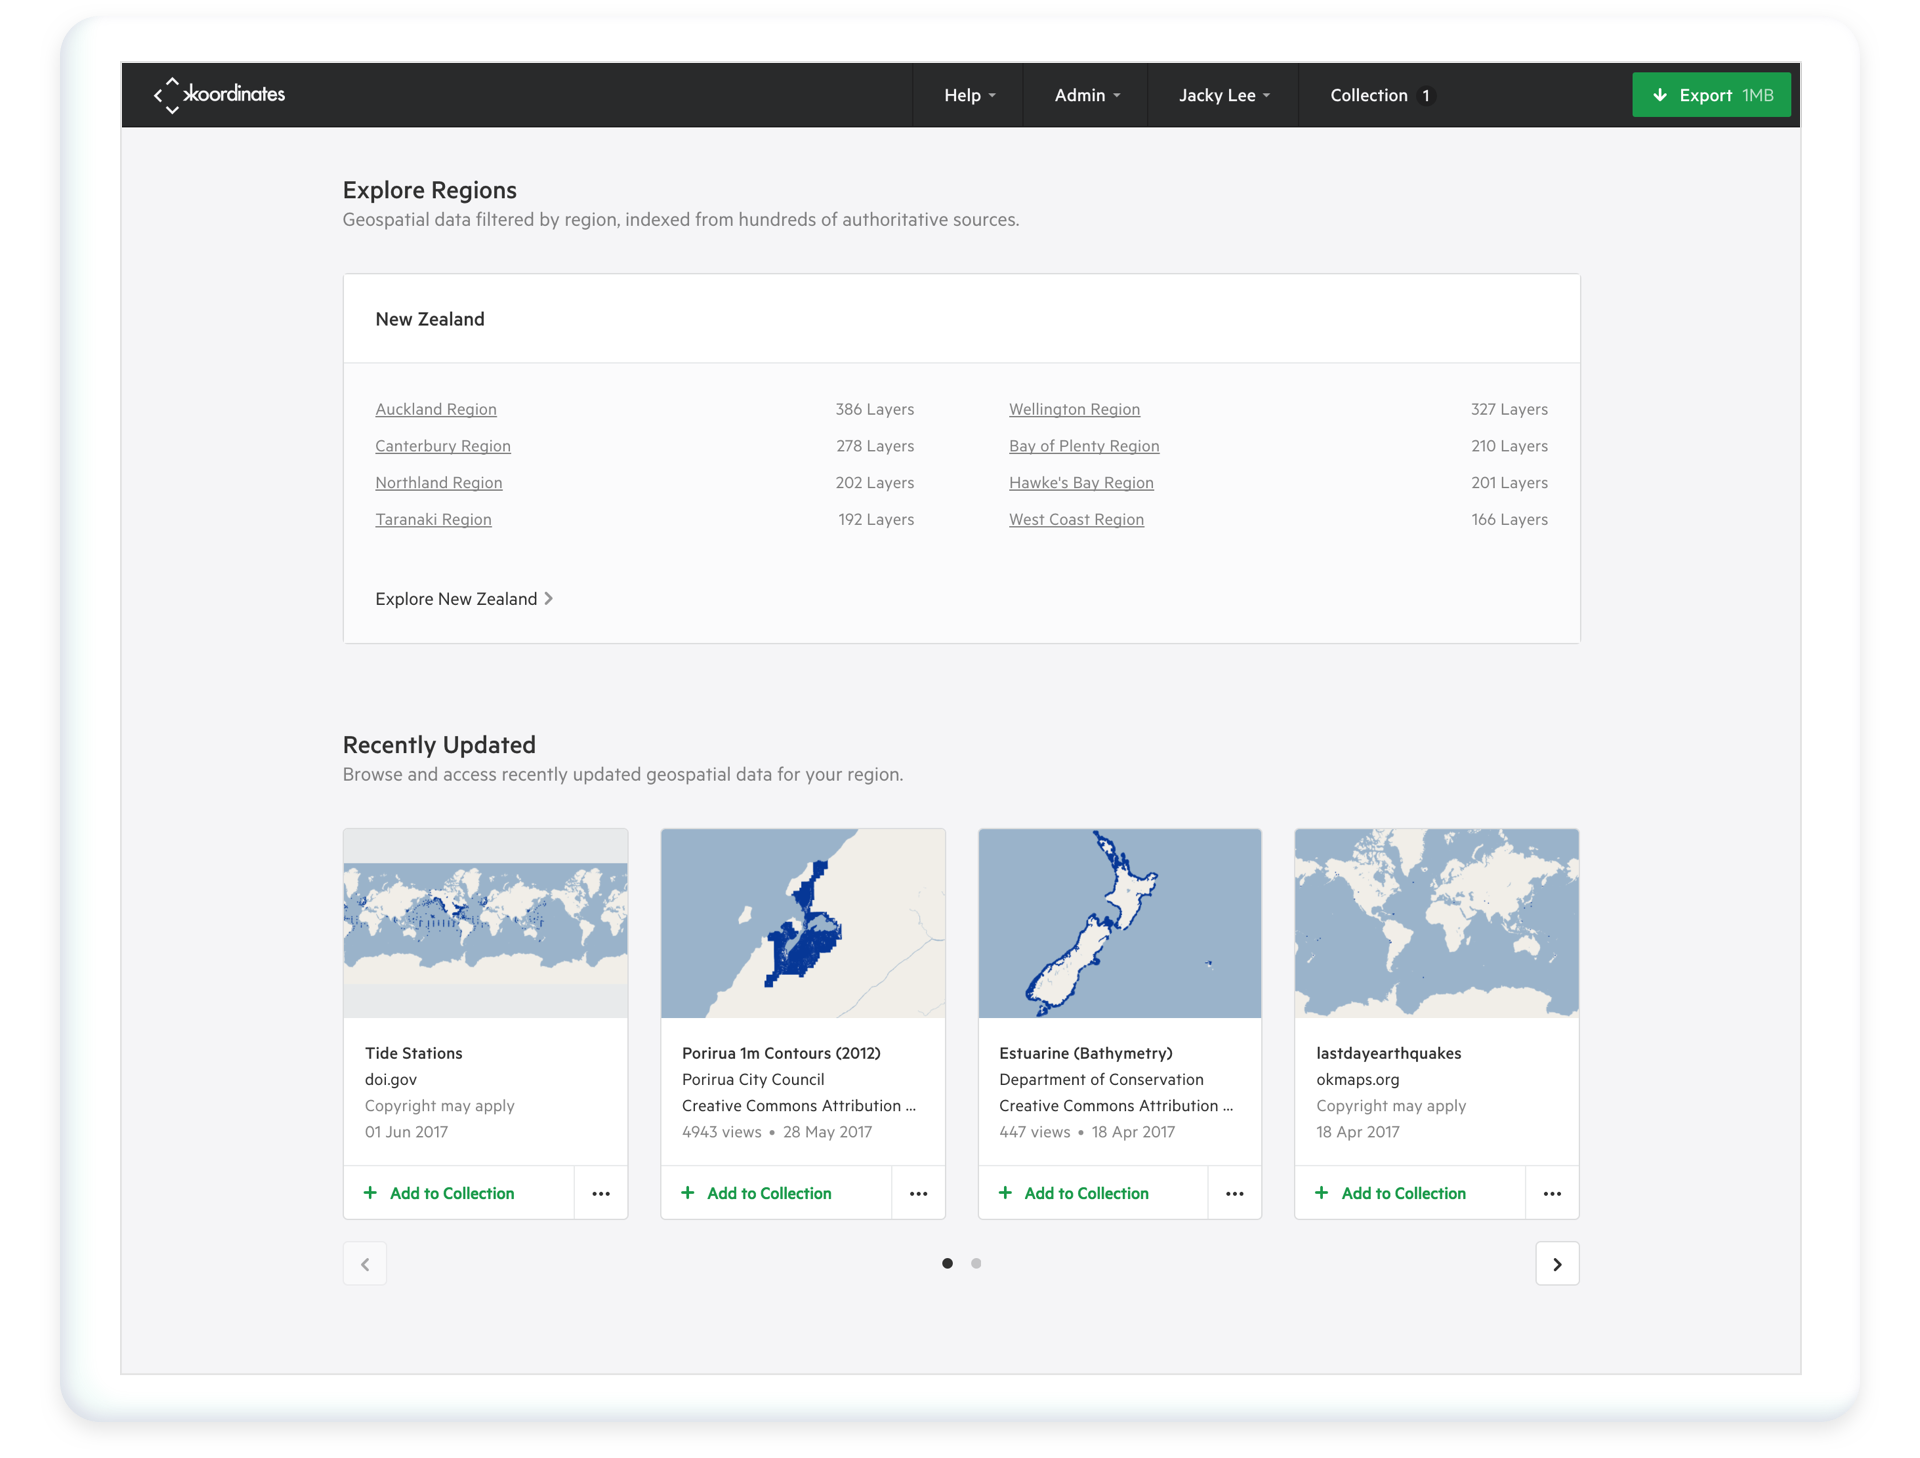 koordinates
Help
Admin
Jacky Lee
Collection 1
Export 1MB
Explore Regions
Geospatial data filtered by region, indexed from hundreds of authoritative sources.
New Zealand
Auckland Region 386 Layers Wellington Region 327 Layers
Canterbury Region 278 Layers Bay of Plenty Region 210 Layers
Northland Region 202 Layers Hawke's Bay Region 201 Layers
Taranaki Region 192 Layers West Coast Region 166 Layers
Explore New Zealand
Recently Updated
Browse and access recently updated geospatial data for your region.
Tide Stations
doi.gov
Copyright may apply
01 Jun 2017
+ Add to Collection ...
Porirua 1m Contours (2012)
Porirua City Council
Creative Commons Attribution ...
4943 views • 28 May 2017
+ Add to Collection ...
Estuarine (Bathymetry)
Department of Conservation
Creative Commons Attribution ...
447 views • 18 Apr 2017
+ Add to Collection ...
lastdayearthquakes
okmaps.org
Copyright may apply
18 Apr 2017
+ Add to Collection ...